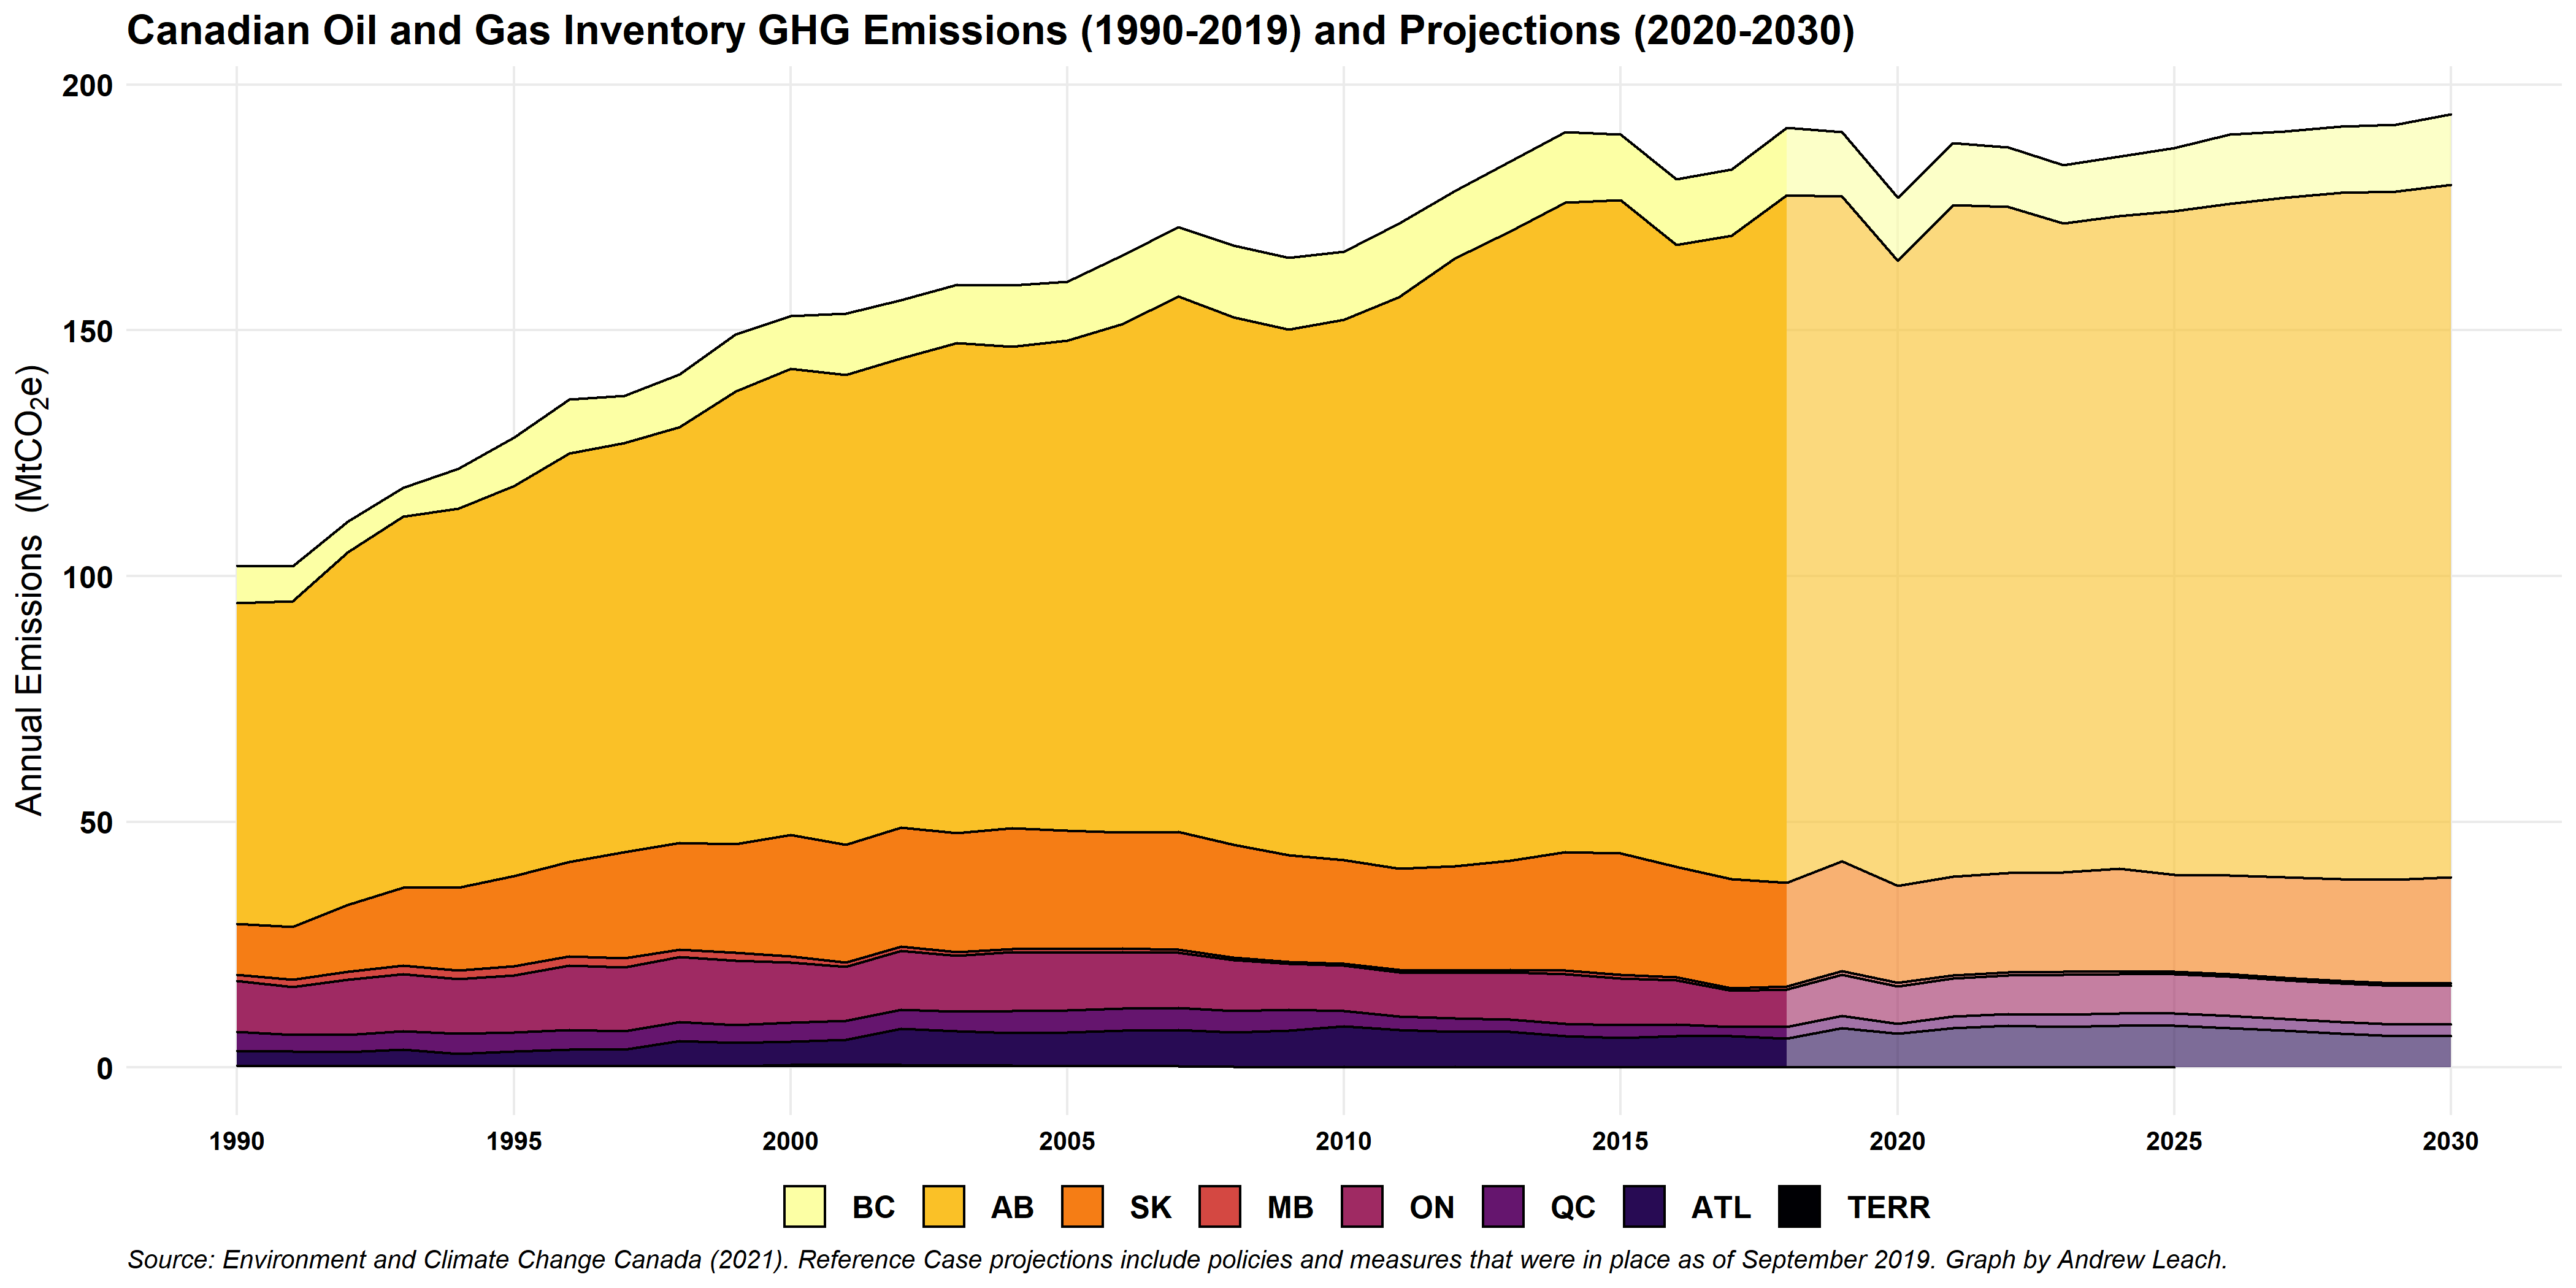 Canadian Oil and Gas Inventory GHG Emissions (1990-2019) and Projections (2020-2030)
Annual Emissions (MtCO₂e)
200
150
100
50
0
1990 1995 2000 2005 2010 2015 2020 2025 2030
BC AB SK MB ON QC ATL TERR
Source: Environment and Climate Change Canada (2021). Reference Case projections include policies and measures that were in place as of September 2019. Graph by Andrew Leach.